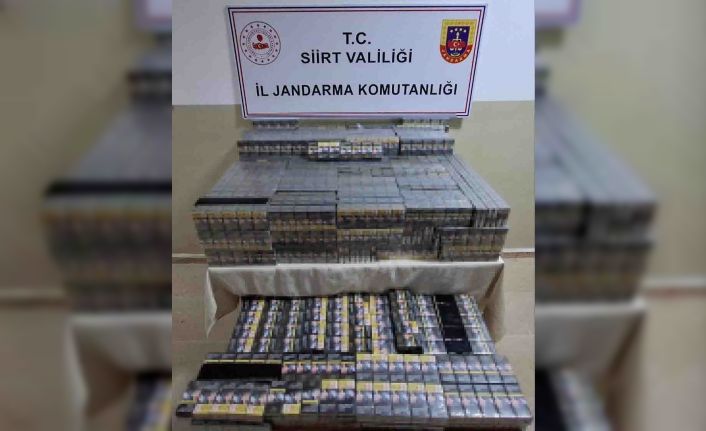 T.C.
SİİRT VALİLİĞİ
İL JANDARMA KOMUTANLIĞI